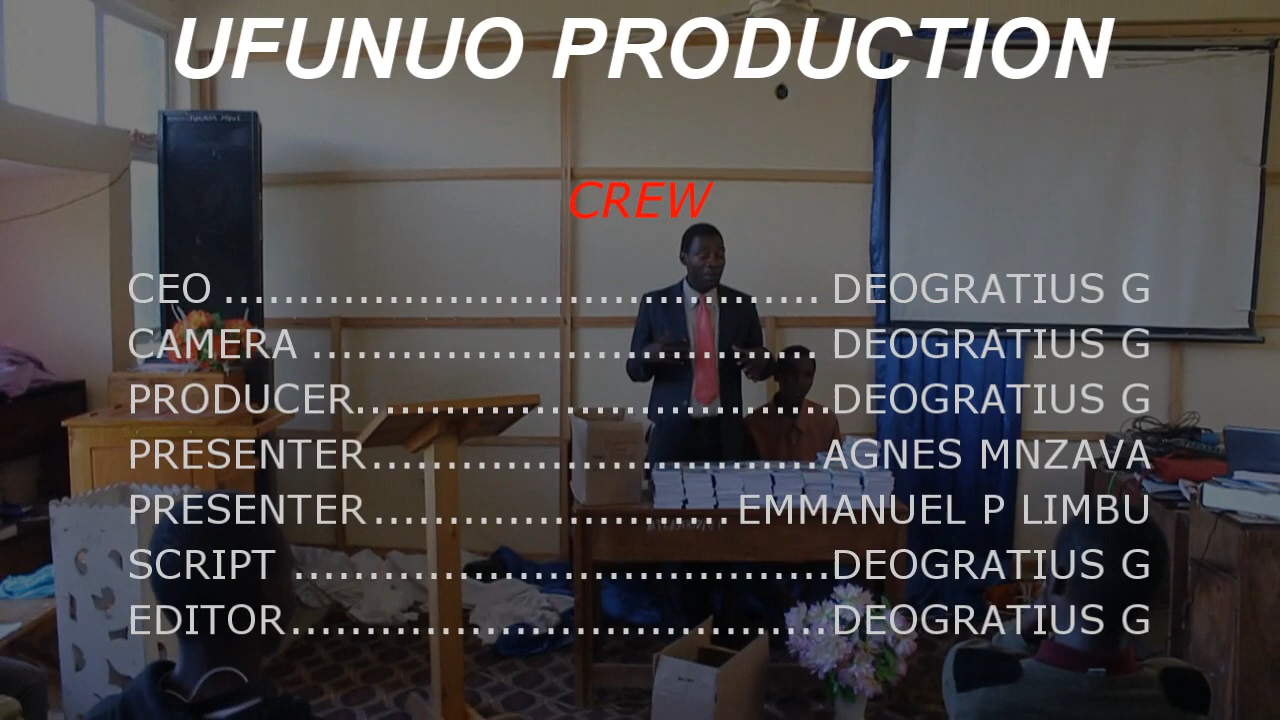 UFUNUO PRODUCTION
CREW
CEO ........................................ DEOGRATIUS G
CAMERA .................................. DEOGRATIUS G
PRODUCER................................DEOGRATIUS G
PRESENTER..............................AGNES MNZAVA
PRESENTER........................ EMMANUEL P LIMBU
SCRIPT ....................................DEOGRATIUS G
EDITOR....................................DEOGRATIUS G